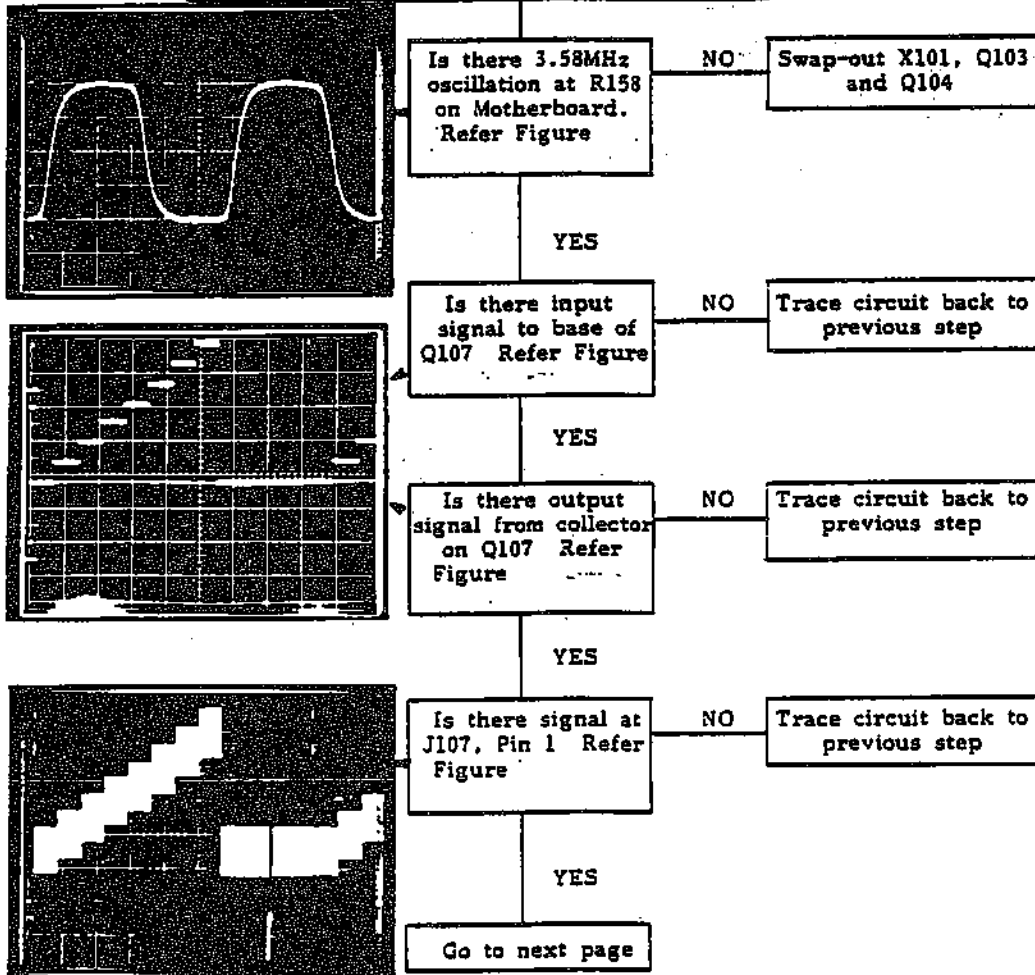 Is there 3.58MHz
oscillation at R158
on Motherboard.
Refer Figure
NO
Swap-out X101, Q103
and Q104
YES
Is there input
signal to base of
Q107 Refer Figure
NO
Trace circuit back to
previous step
YES
Is there output
signal from collector
on Q107 Refer
Figure
NO
Trace circuit back to
previous step
YES
Is there signal at
J107, Pin 1 Refer
Figure
NO
Trace circuit back to
previous step
YES
Go to next page